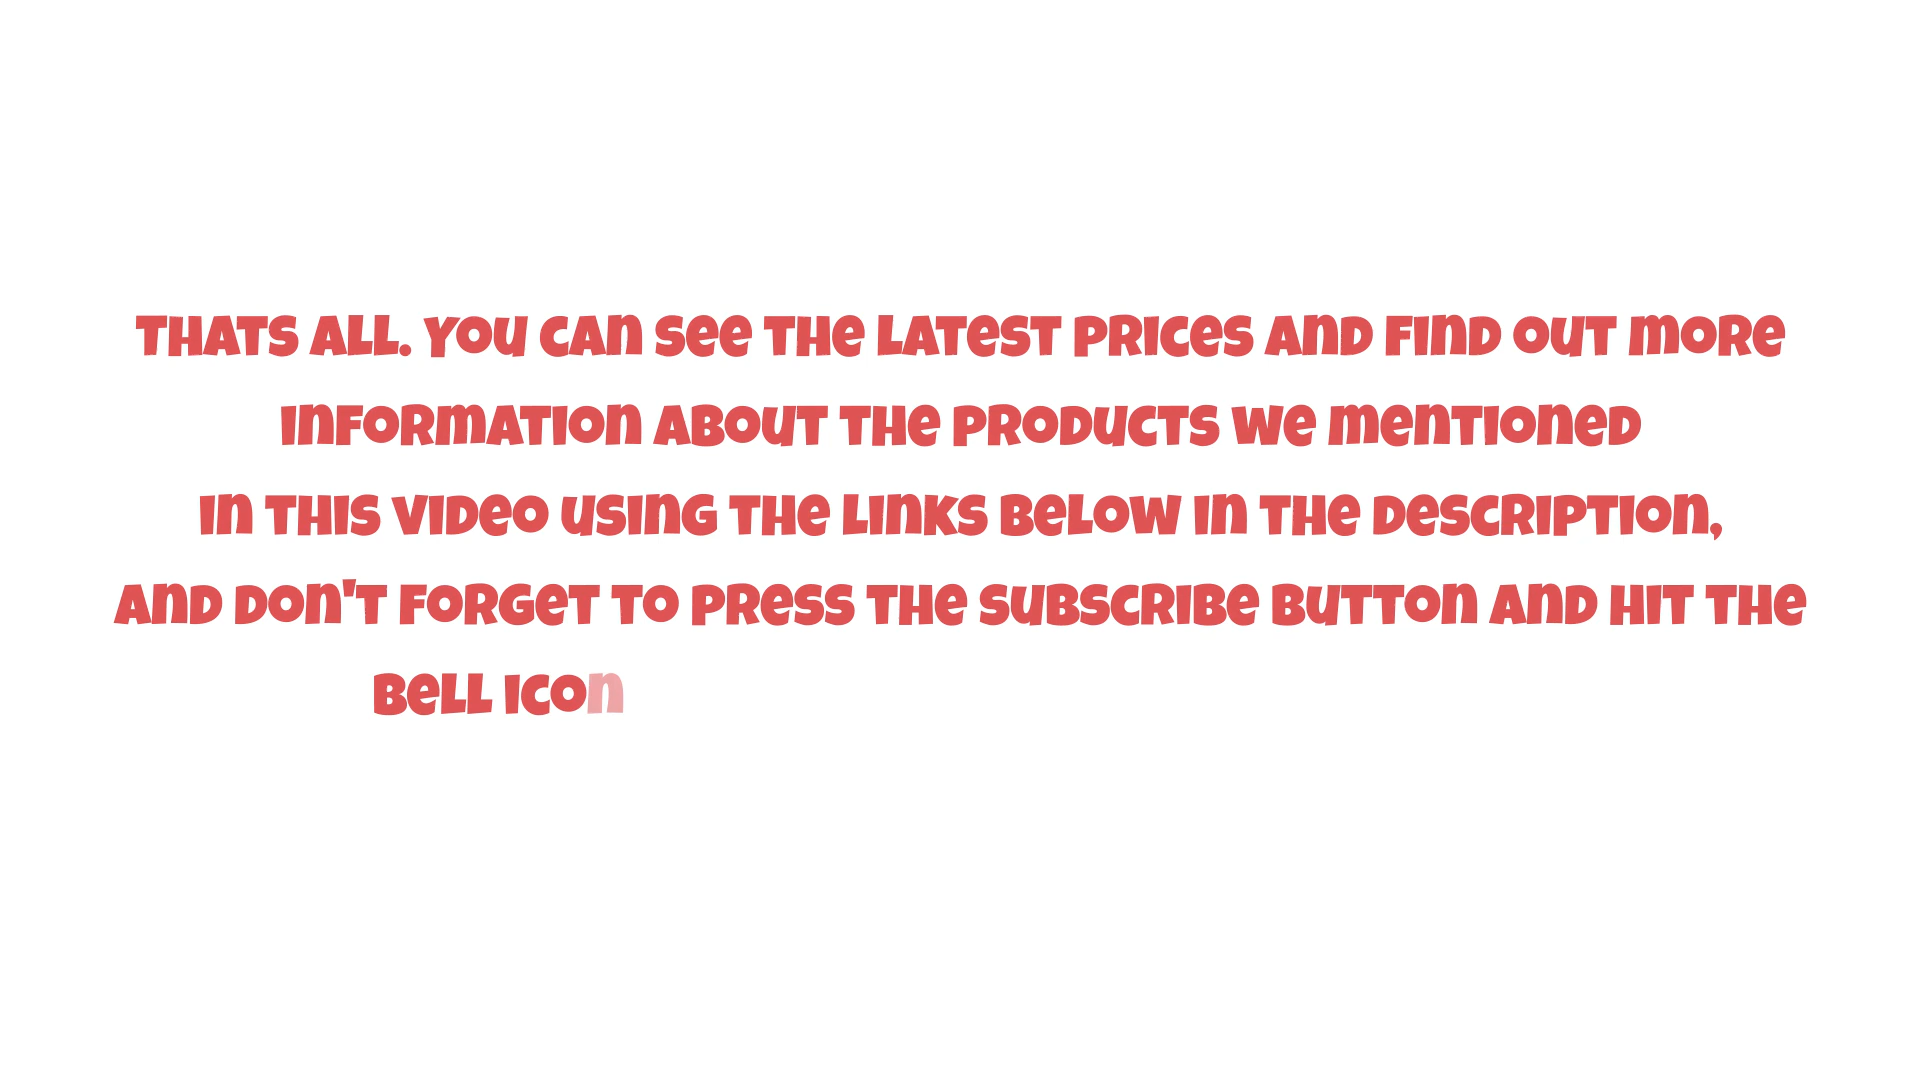 THATS ALL. YOU CAN SEE THE LATEST PRICES AND FIND OUT MORE
INFORMATION ABOUT THE PRODUCTS WE MENTIONED
IN THIS VIDEO USING THE LINKS BELOW IN THE DESCRIPTION,
AND DON'T FORGET TO PRESS THE SUBSCRIBE BUTTON AND HIT THE
BELL ICON